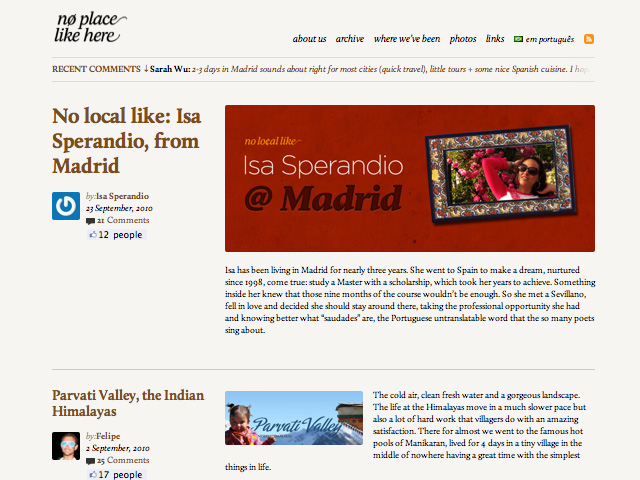 nø place
like here
about us archive where we've been photos links em português
RECENT COMMENTS ↓ Sarah Wu: 2-3 days in Madrid sounds about right for most cities (quick travel), little tours + some nice Spanish cuisine. I hop
No local like: Isa
Sperandio, from
Madrid
by: Isa Sperandio
23 September, 2010
21 Comments
12 people
no local like
Isa Sperandio
@ Madrid
Isa has been living in Madrid for nearly three years. She went to Spain to make a dream, nurtured
since 1998, come true: study a Master with a scholarship, which took her years to achieve. Something
inside her knew that those nine months of the course wouldn't be enough. So she met a Sevillano,
fell in love and decided she should stay around there, taking the professional opportunity she had
and knowing better what "saudades" are, the Portuguese untranslatable word that the so many poets
sing about.
Parvati Valley, the Indian
Himalayas
by: Felipe
2 September, 2010
25 Comments
17 people
Parvati Valley
The cold air, clean fresh water and a gorgeous landscape.
The life at the Himalayas move in a much slower pace but
also a lot of hard work that villagers do with an amazing
satisfaction. There for almost we went to the famous hot
pools of Manikaran, lived for 4 days in a tiny village in the
middle of nowhere having a great time with the simplest
things in life.